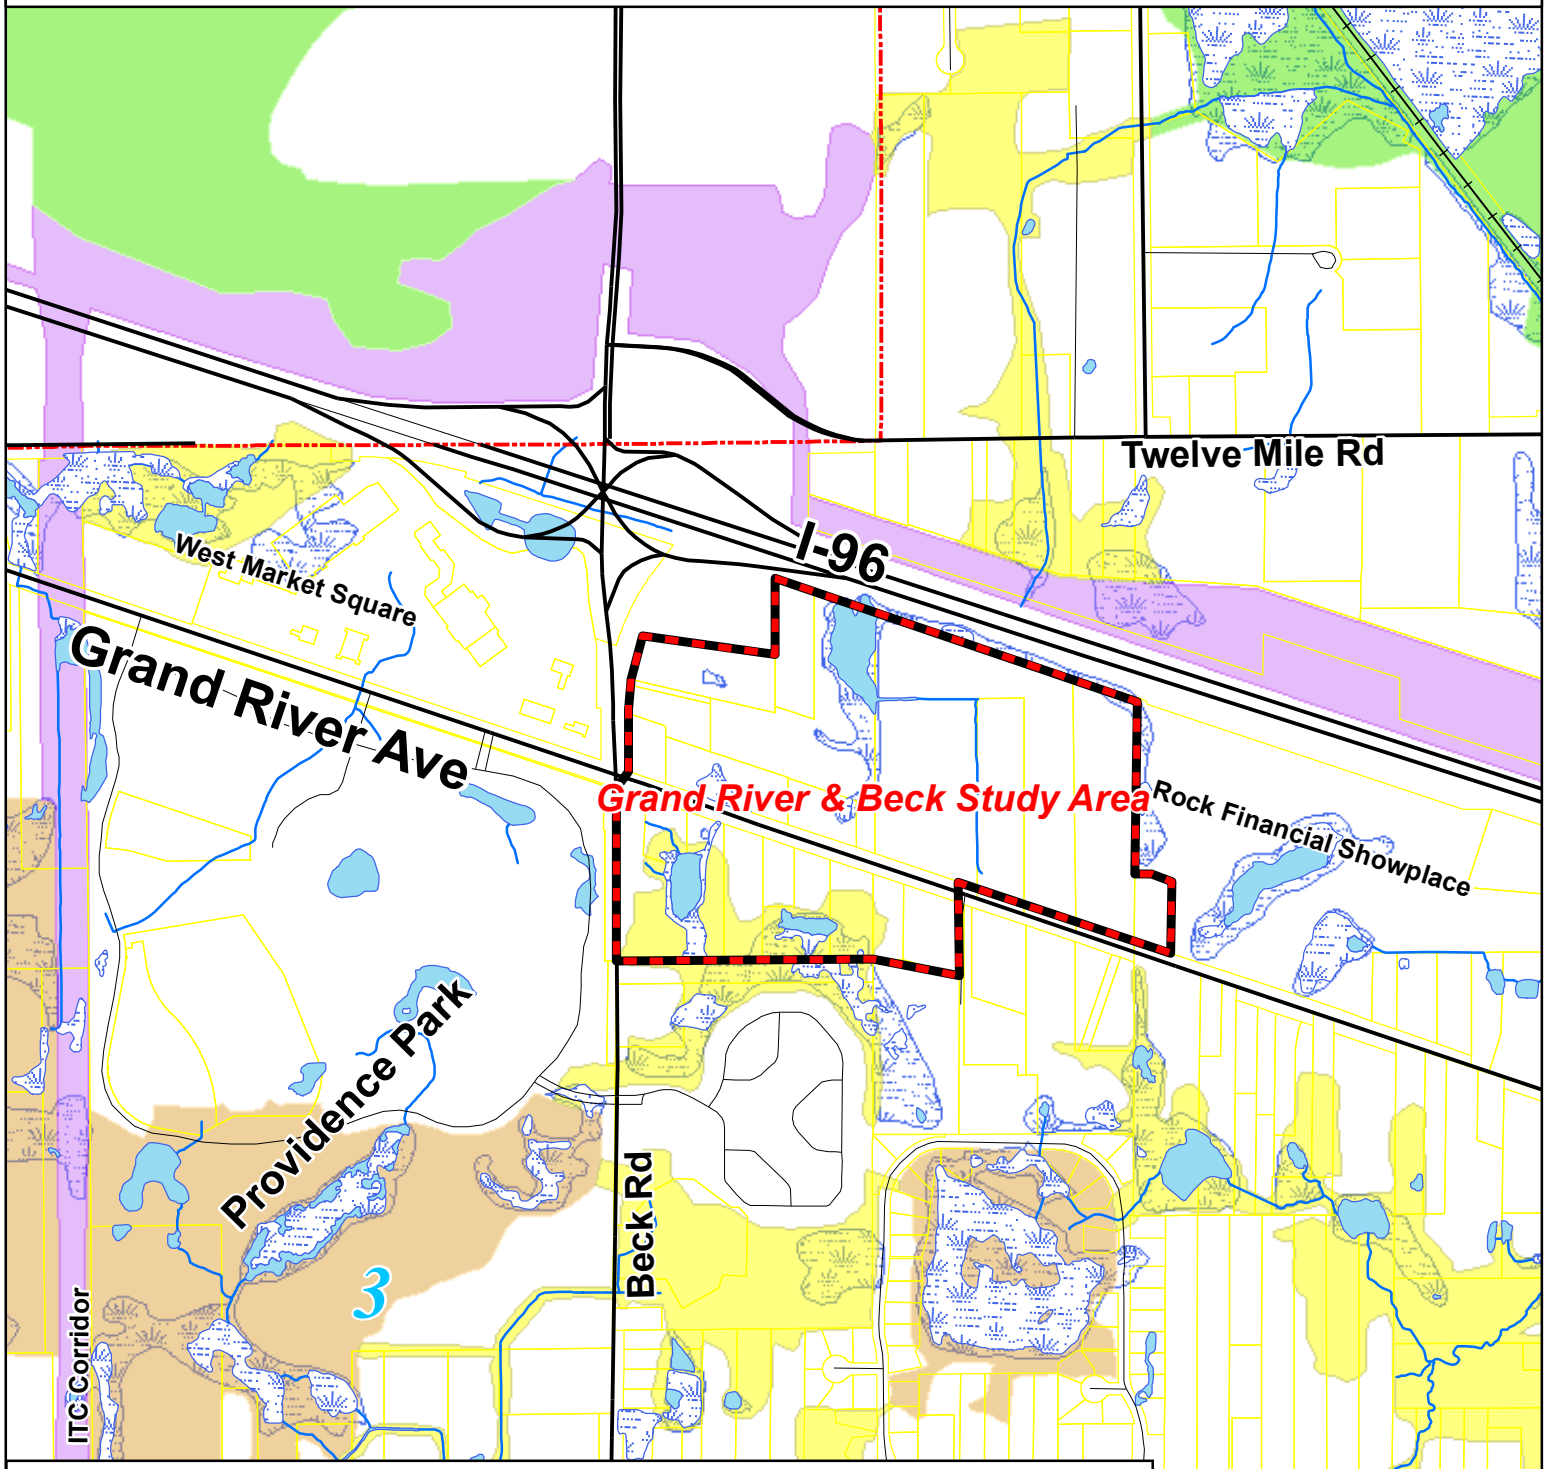 Twelve Mile Rd
I-96
West Market Square
Grand River Ave
Grand River & Beck Study Area
Rock Financial Showplace
Providence Park
Beck Rd
3
ITC Corridor